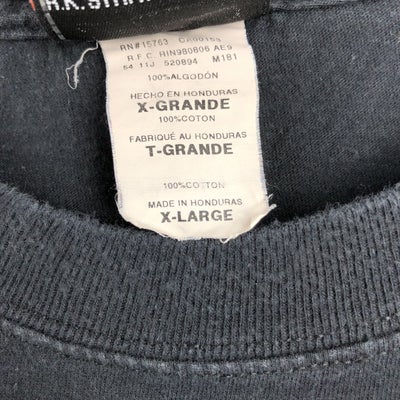 R.K.
RN#15763 CA00153
R.F.C. RIN980806 AE9
54 11J 520894 M181
100%ALGODÓN
HECHO EN HONDURAS
X-GRANDE
100%COTON
FABRIQUÉ AU HONDURAS
T-GRANDE
100%COTTON
MADE IN HONDURAS
X-LARGE